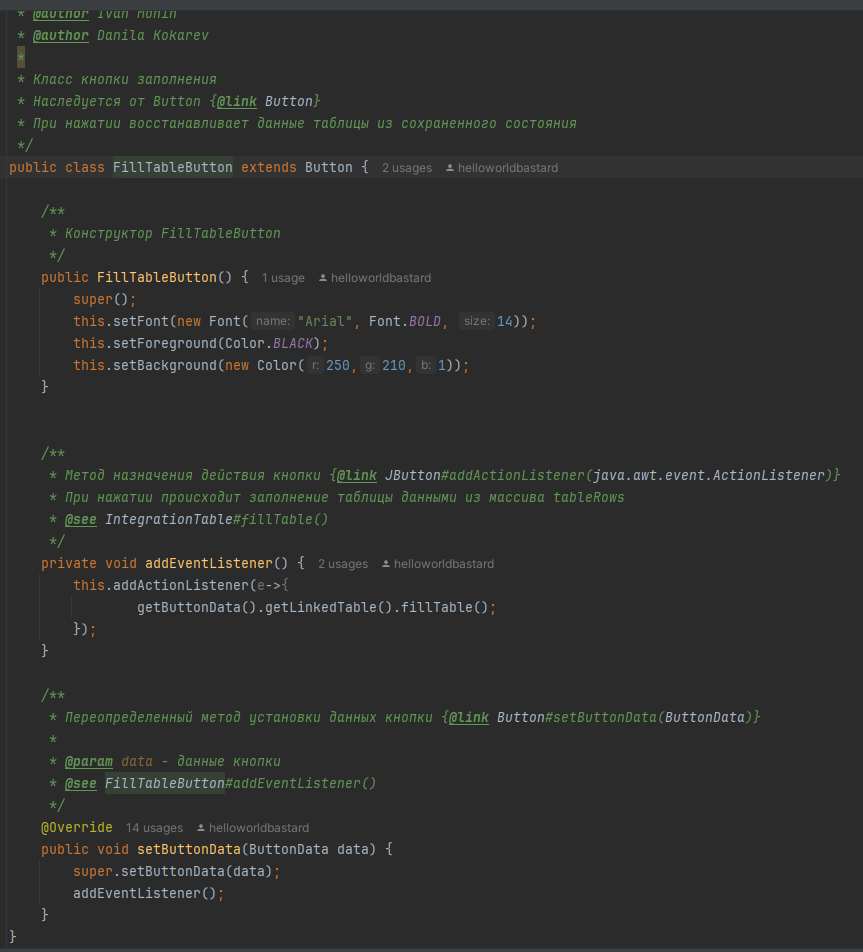 * @author Ivan Monin
* @author Danila Kokarev
*
* Класс кнопки заполнения
* Наследуется от Button {@link Button}
* При нажатии восстанавливает данные таблицы из сохраненного состояния
*/
public class FillTableButton extends Button { 2 usages helloworldbastard
/**
* Конструктор FillTableButton
*/
public FillTableButton() { 1 usage helloworldbastard
super();
this.setFont(new Font( name: "Arial", Font.BOLD, size: 14));
this.setForeground(Color.BLACK);
this.setBackground(new Color( r: 250, g: 210, b: 1));
}
/**
* Метод назначения действия кнопки {@link JButton#addActionListener(java.awt.event.ActionListener)}
* При нажатии происходит заполнение таблицы данными из массива tableRows
* @see IntegrationTable#fillTable()
*/
private void addEventListener() { 2 usages helloworldbastard
this.addActionListener(e->{
getButtonData().getLinkedTable().fillTable();
});
}
/**
* Переопределенный метод установки данных кнопки {@link Button#setButtonData(ButtonData)}
*
* @param data - данные кнопки
* @see FillTableButton#addEventListener()
*/
@Override 14 usages helloworldbastard
public void setButtonData(ButtonData data) {
super.setButtonData(data);
addEventListener();
}
}